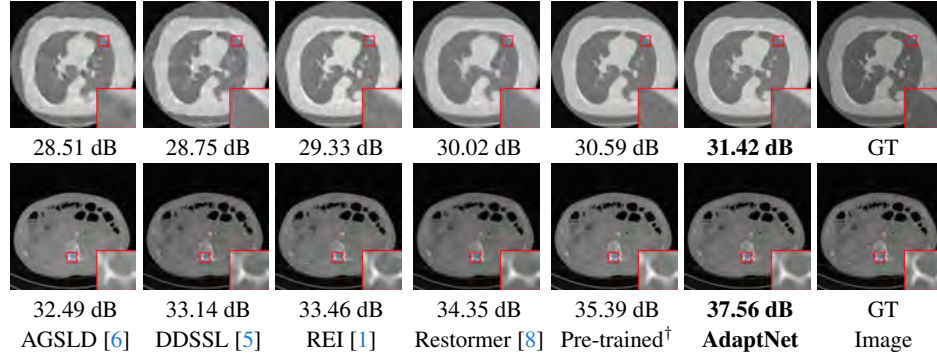 28.51 dB 28.75 dB 29.33 dB 30.02 dB 30.59 dB 31.42 dB GT
32.49 dB 33.14 dB 33.46 dB 34.35 dB 35.39 dB 37.56 dB GT
AGSLD [6] DDSSL [5] REI [1] Restormer [8] Pre-trained† AdaptNet Image